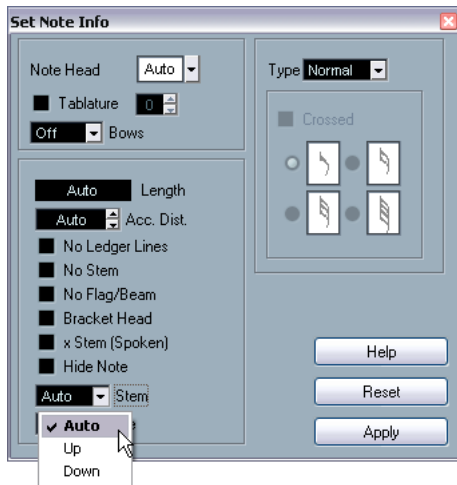 Set Note Info
Note Head Auto
Tablature 0
Off Bows
Auto Length
Auto Acc. Dist.
No Ledger Lines
No Stem
No Flag/Beam
Bracket Head
x Stem (Spoken)
Hide Note
Auto Stem
Auto
Up
Down
Type Normal
Crossed
Help
Reset
Apply